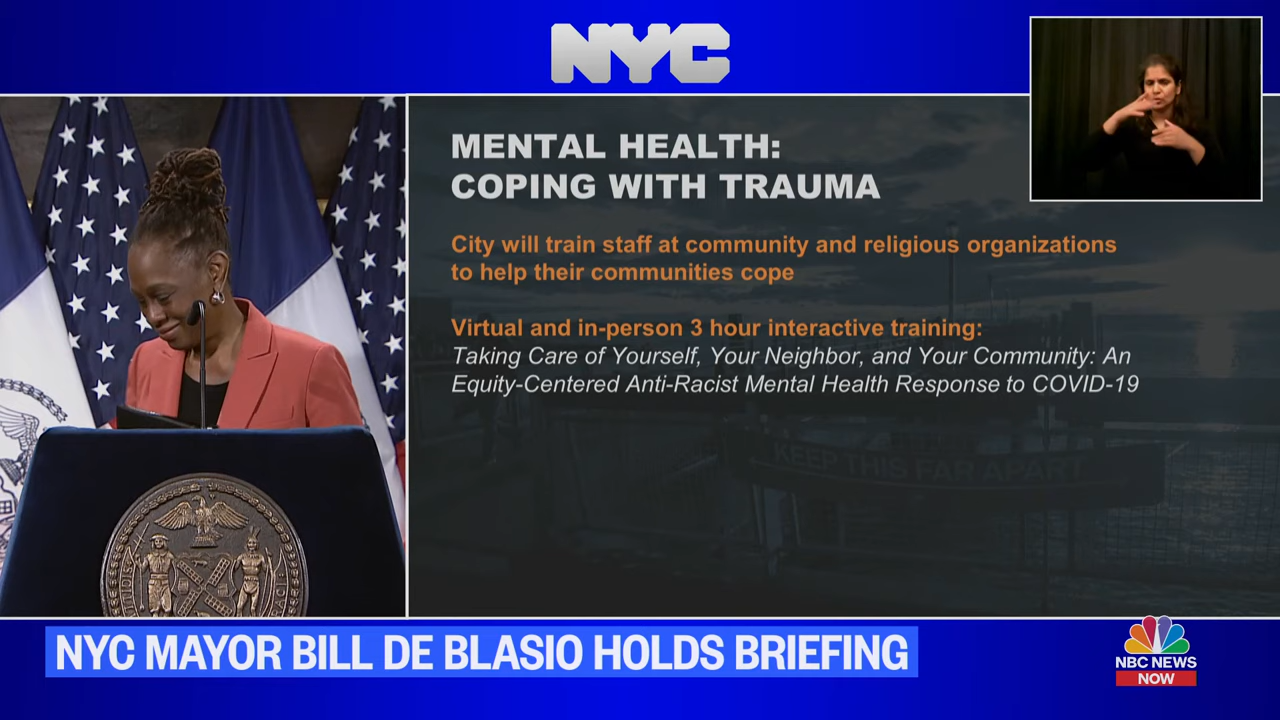 NYC
MENTAL HEALTH:
COPING WITH TRAUMA
City will train staff at community and religious organizations
to help their communities cope
Virtual and in-person 3 hour interactive training:
Taking Care of Yourself, Your Neighbor, and Your Community: An
Equity-Centered Anti-Racist Mental Health Response to COVID-19
KEEP THIS FAR APART
NYC MAYOR BILL DE BLASIO HOLDS BRIEFING
NBC NEWS
NOW